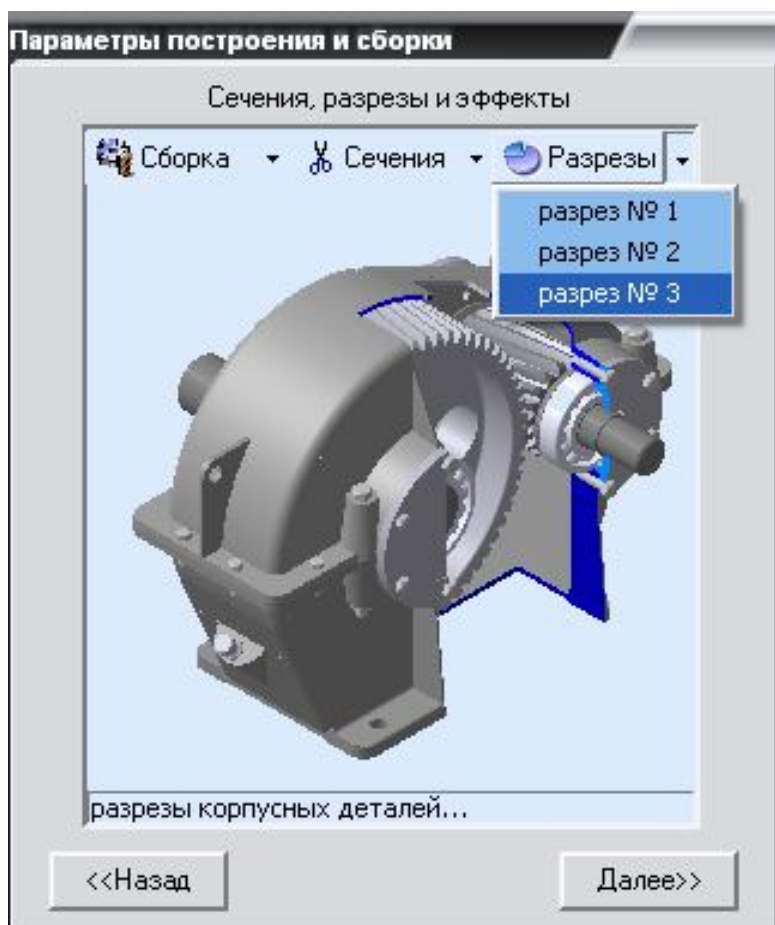 Параметры построения и сборки
Сечения, разрезы и эффекты
Сборка Сечения Разрезы
разрез № 1
разрез № 2
разрез № 3
разрезы корпусных деталей...
<<Назад Далее>>